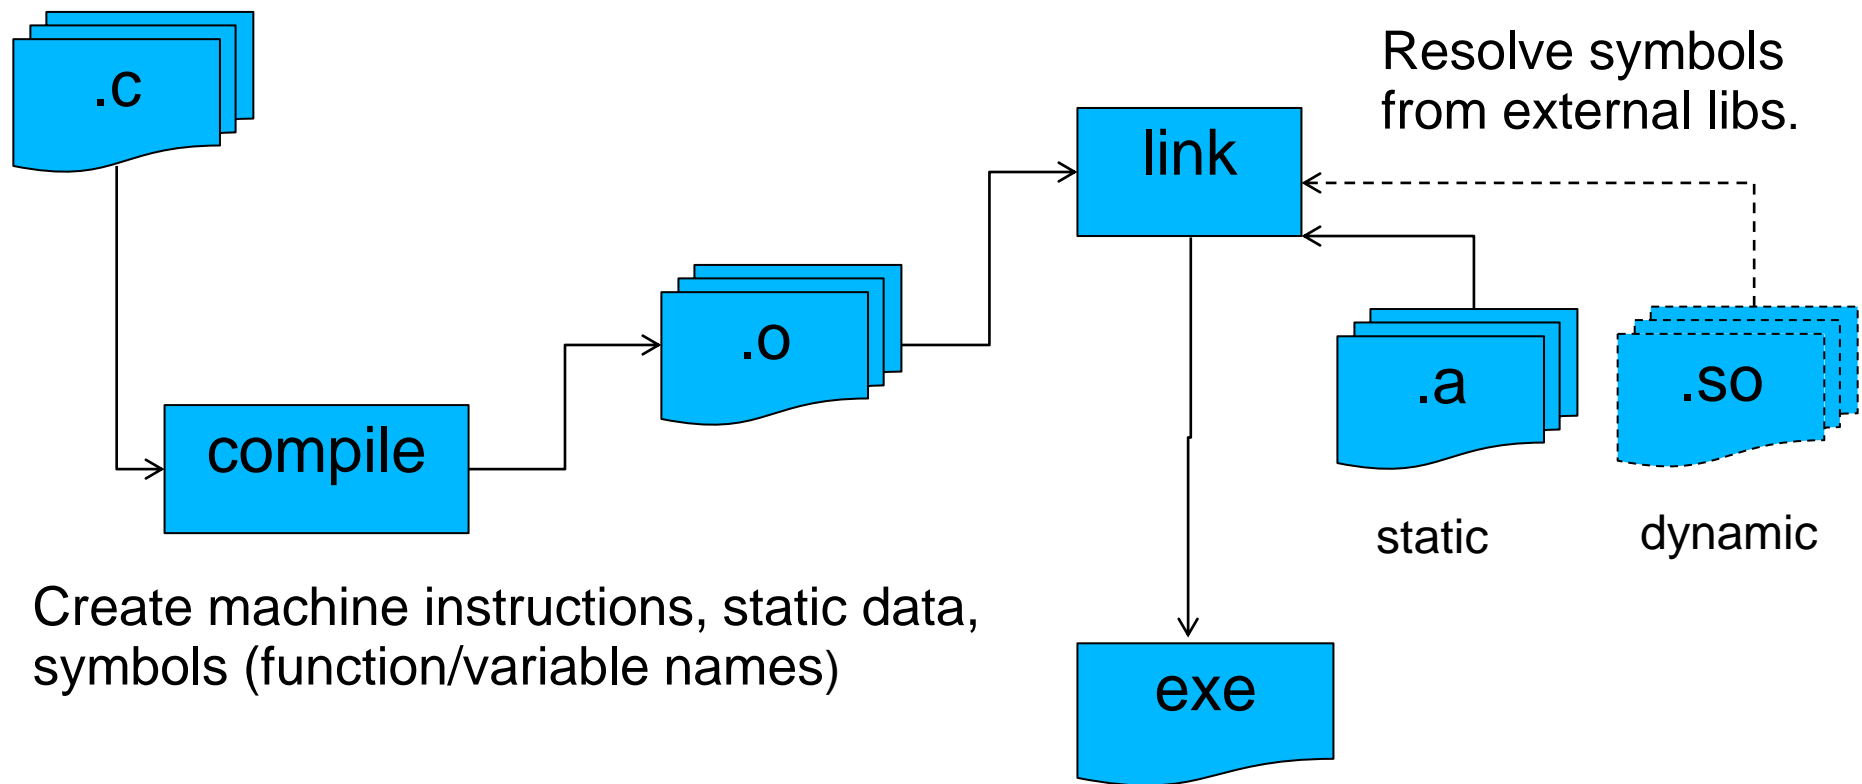 .c
Resolve symbols
from external libs.
link
.o
.a
.so
compile
static
dynamic
Create machine instructions, static data,
symbols (function/variable names)
exe